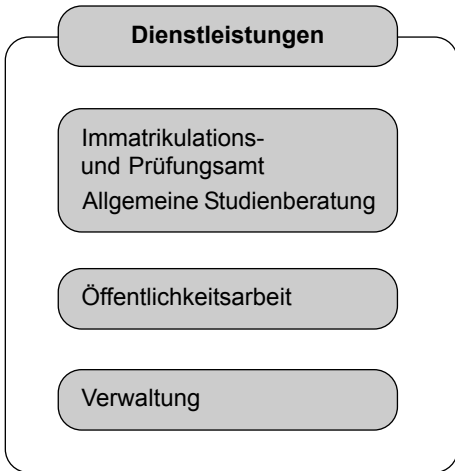 Dienstleistungen
Immatrikulations-
und Prüfungsamt
Allgemeine Studienberatung
Öffentlichkeitsarbeit
Verwaltung